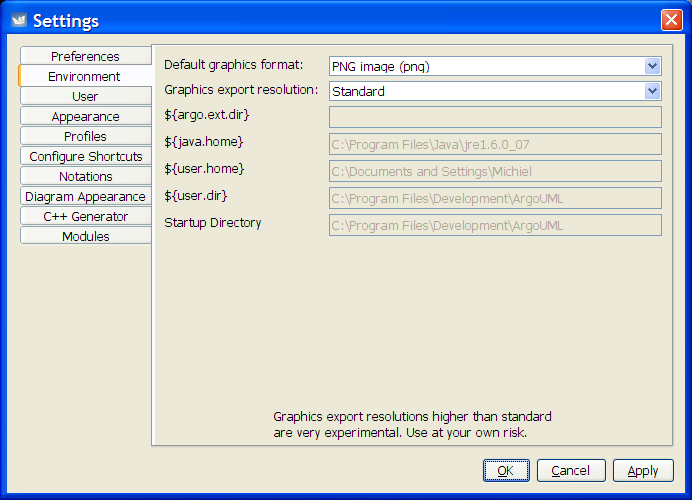 Settings
Preferences
Environment
User
Appearance
Profiles
Configure Shortcuts
Notations
Diagram Appearance
C++ Generator
Modules
Default graphics format: PNG image (png)
Graphics export resolution: Standard
${argo.ext.dir}
${java.home} C:\Program Files\Java\jre1.6.0_07
${user.home} C:\Documents and Settings\Michiel
${user.dir} C:\Program Files\Development\ArgoUML
Startup Directory C:\Program Files\Development\ArgoUML
Graphics export resolutions higher than standard
are very experimental. Use at your own risk.
OK Cancel Apply